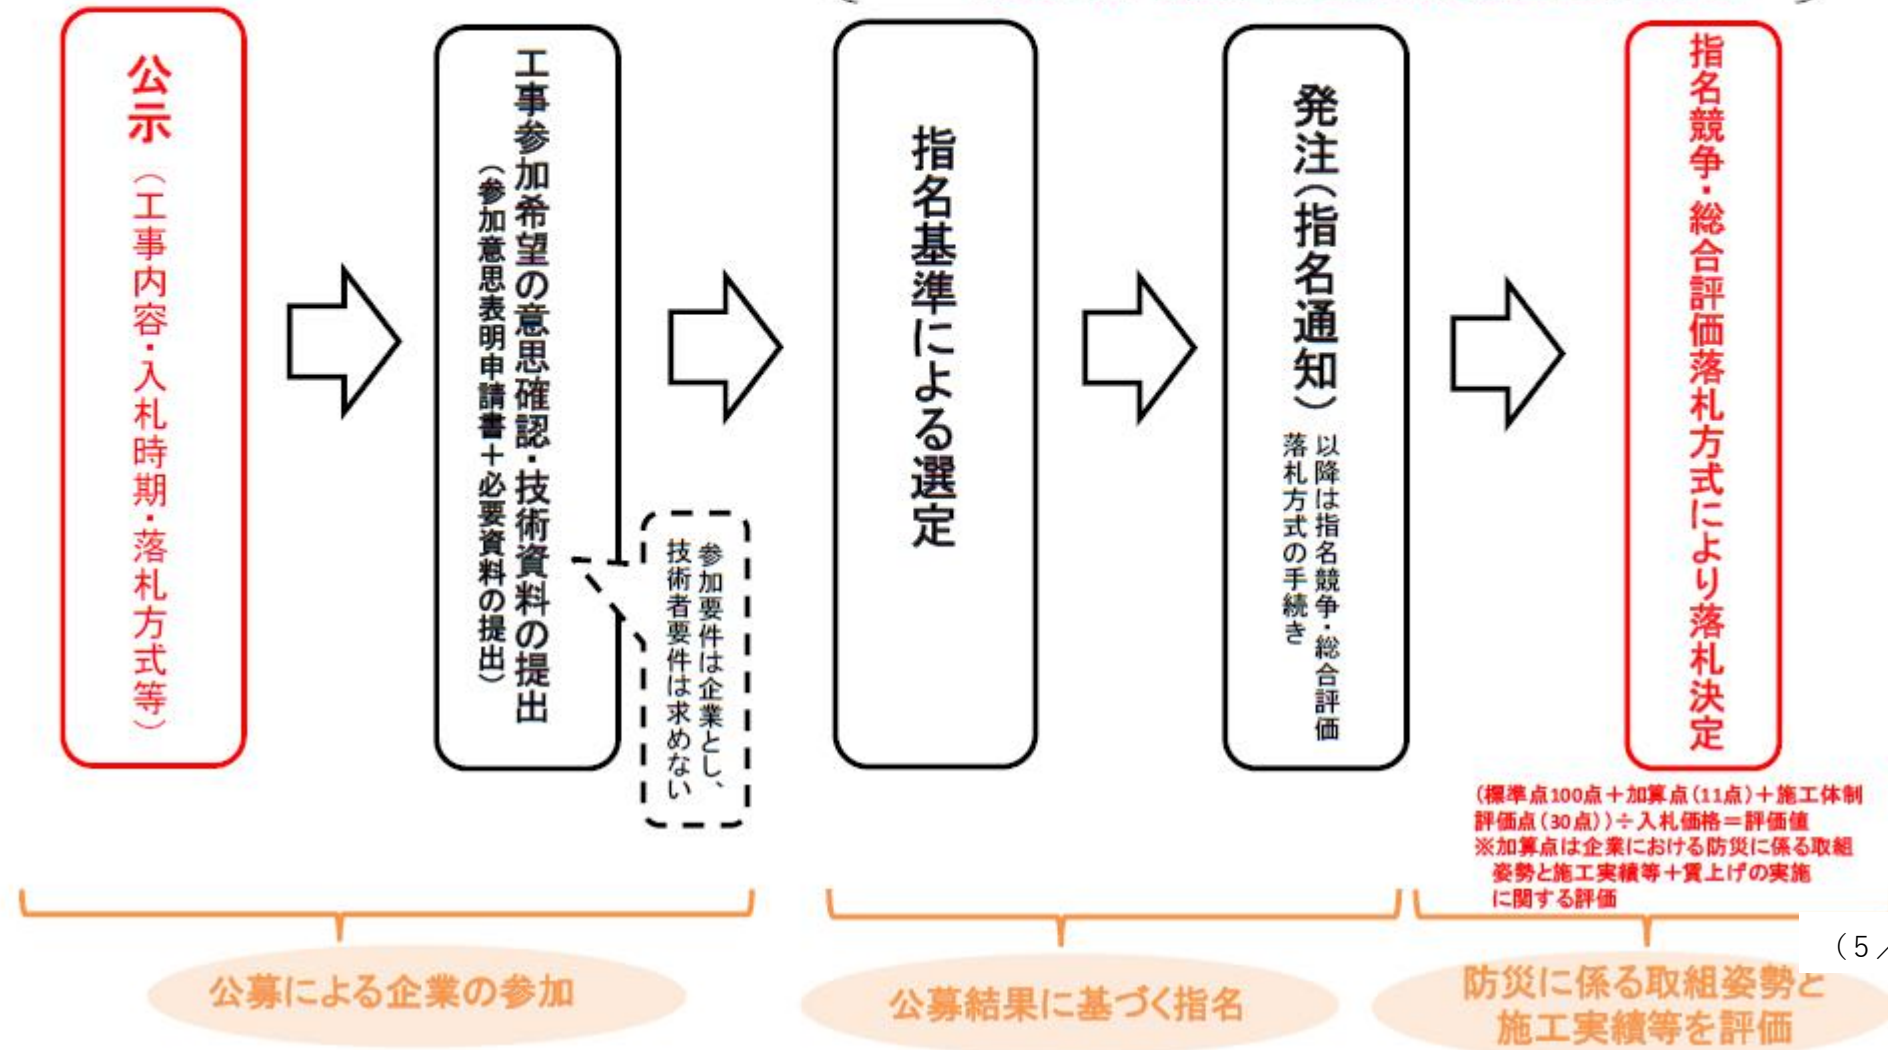 公示（工事内容・入札時期・落札方式等）
工事参加希望の意思確認・技術資料の提出
（参加意思表明申請書＋必要資料の提出）
参加要件は企業とし、
技術者要件は求めない
指名基準による選定
発注（指名通知）
以降は指名競争・総合評価
落札方式の手続き
指名競争・総合評価落札方式により落札決定
（標準点100点＋加算点（11点）＋施工体制
評価点（30点））÷入札価格＝評価値
※加算点は企業における防災に係る取組
姿勢と施工実績等＋賃上げの実施
に関する評価
公募による企業の参加
公募結果に基づく指名
防災に係る取組姿勢と
施工実績等を評価
（５／